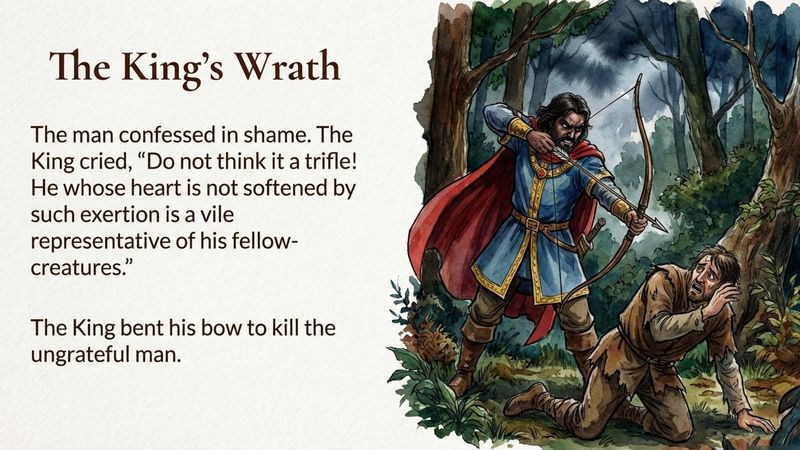 The King’s Wrath
The man confessed in shame. The
King cried, “Do not think it a trifle!
He whose heart is not softened by
such exertion is a vile
representative of his fellow-
creatures.”
The King bent his bow to kill the
ungrateful man.